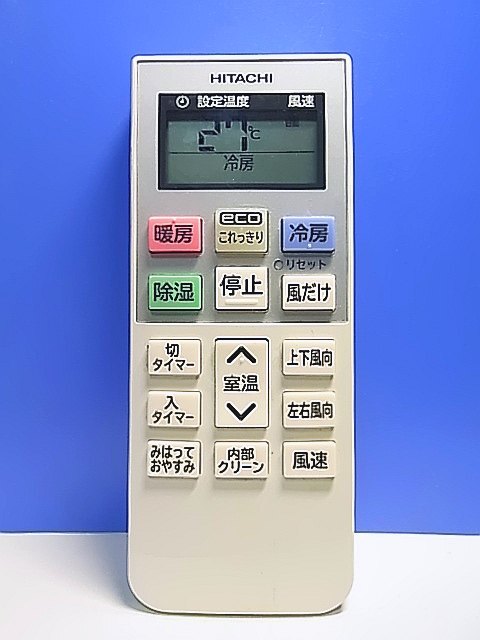 HITACHI
設定温度 風速
27℃
冷房
暖房
eco
これっきり
冷房
リセット
除湿
停止
風だけ
切
タイマー
室温
上下風向
入
タイマー
左右風向
みはって
おやすみ
内部
クリーン
風速